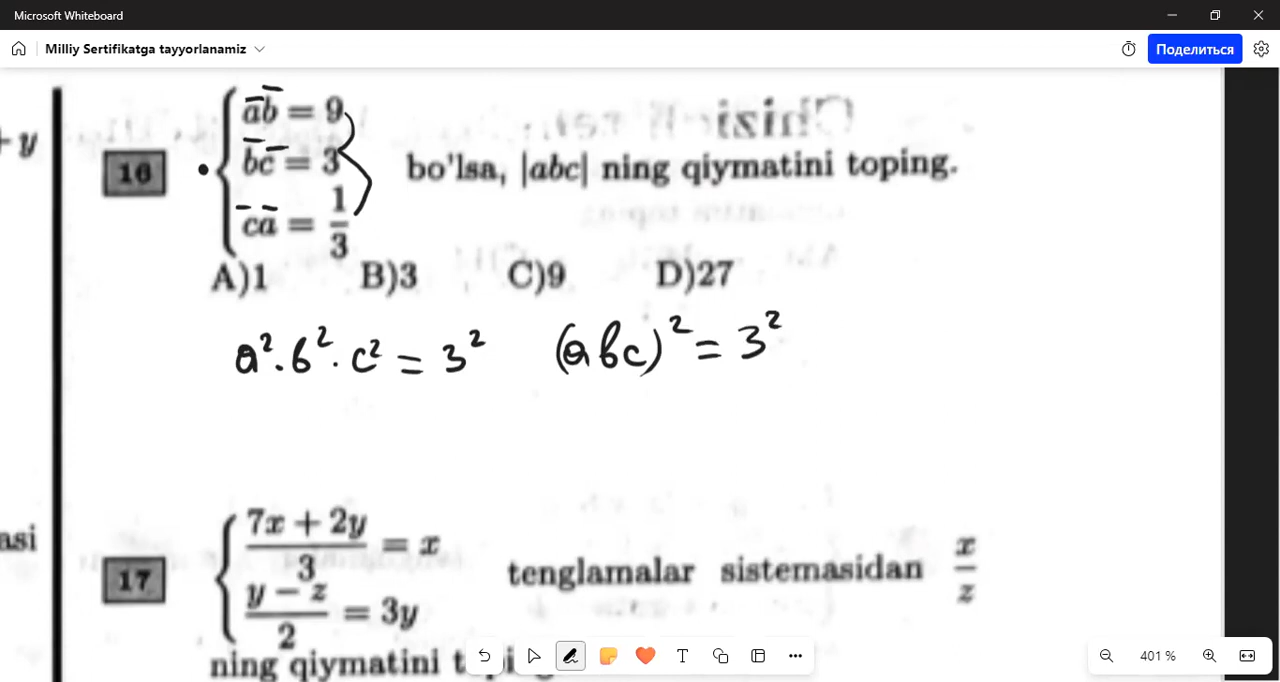 Microsoft Whiteboard
Milliy Sertifikatga tayyorlanamiz
Поделиться
+ y
16
ab = 9
bc = 3
ca = 1/3
bo'lsa, |abc| ning qiymatini toping.
A)1 B)3 C)9 D)27
a² · b² · c² = 3² (abc)² = 3²
asi
17
(7x + 2y)/3 = x
(y − z)/2 = 3y
tenglamalar sistemasidan x/z
ning qiymatini
401 %